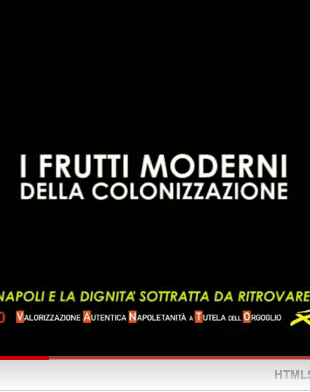 I FRUTTI MODERNI
DELLA COLONIZZAZIONE
NAPOLI E LA DIGNITA' SOTTRATTA DA RITROVARE
VALORIZZAZIONE AUTENTICA NAPOLETANITÀ A TUTELA DELL'ORGOGLIO
HTML5